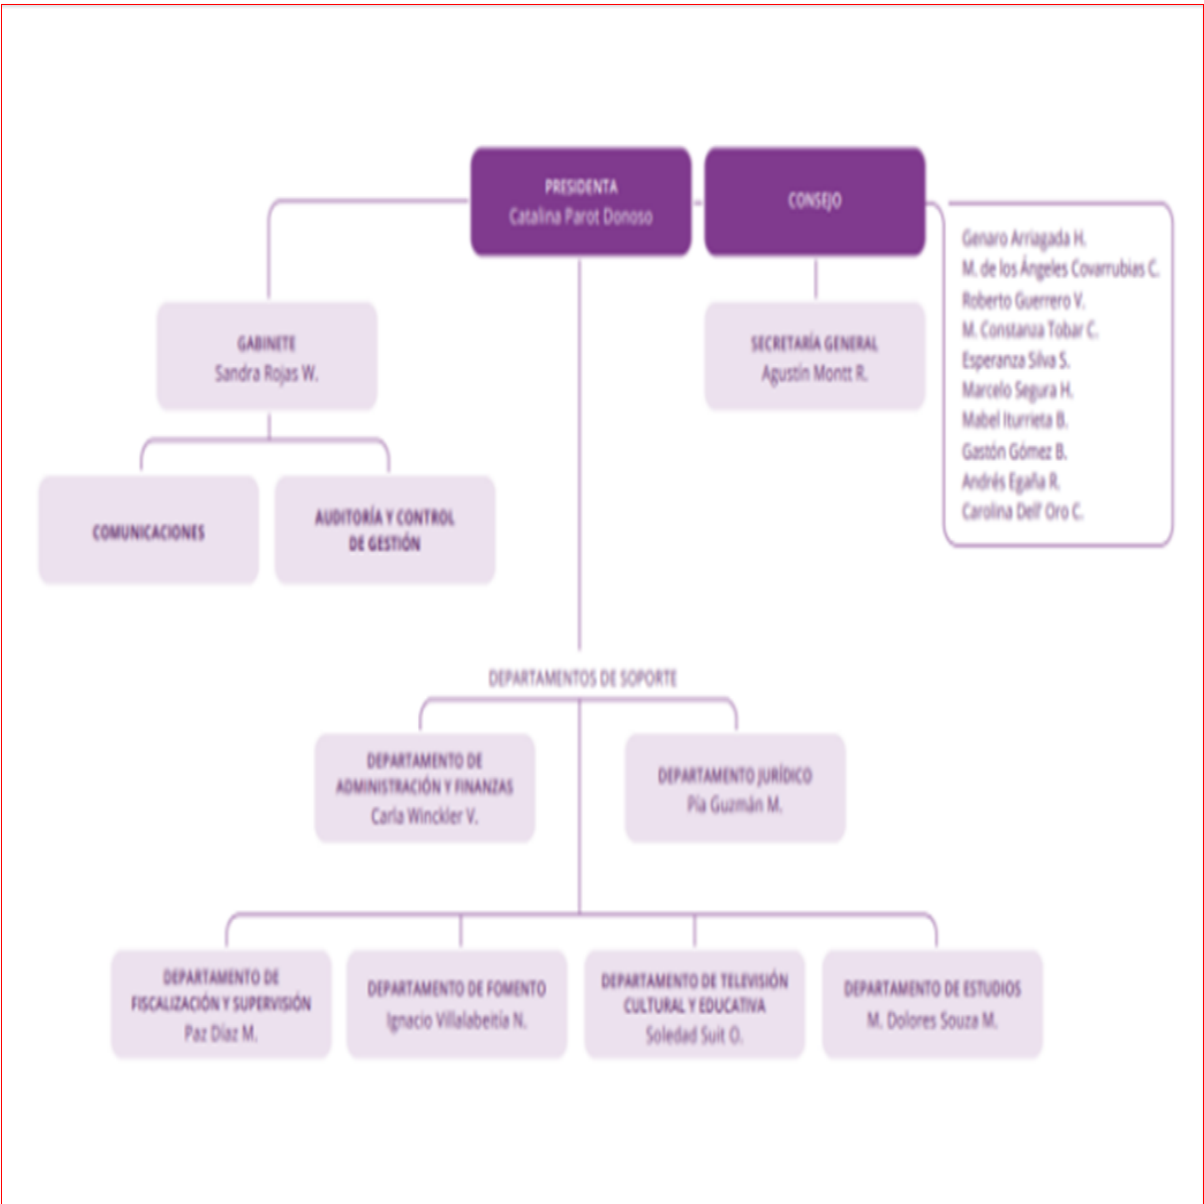 PRESIDENTA
Catalina Parot Donoso
CONSEJO
Genaro Arriagada H.
M. de los Ángeles Covarrubias C.
Roberto Guerrero V.
M. Constanza Tobar C.
Esperanza Silva S.
Marcelo Segura H.
Mabel Iturrieta B.
Gastón Gómez B.
Andrés Egaña R.
Carolina Dell' Oro C.
GABINETE
Sandra Rojas W.
SECRETARÍA GENERAL
Agustín Montt R.
COMUNICACIONES
AUDITORÍA Y CONTROL
DE GESTIÓN
DEPARTAMENTOS DE SOPORTE
DEPARTAMENTO DE
ADMINISTRACIÓN Y FINANZAS
Carla Winckler V.
DEPARTAMENTO JURÍDICO
Pía Guzmán M.
DEPARTAMENTO DE
FISCALIZACIÓN Y SUPERVISIÓN
Paz Díaz M.
DEPARTAMENTO DE FOMENTO
Ignacio Villalabeitía N.
DEPARTAMENTO DE TELEVISIÓN
CULTURAL Y EDUCATIVA
Soledad Suit O.
DEPARTAMENTO DE ESTUDIOS
M. Dolores Souza M.